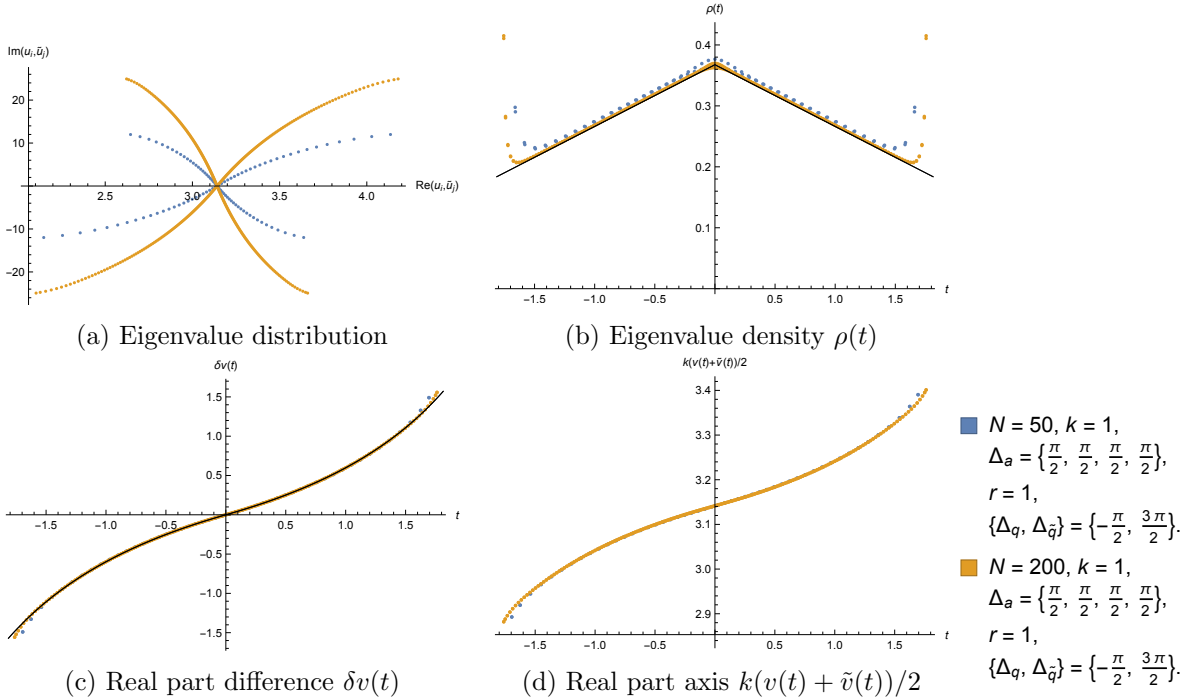 Im(uᵢ,ũⱼ)
20
10
−10
−20
2.5
3.0
3.5
4.0
Re(uᵢ,ũⱼ)
(a) Eigenvalue distribution
ρ(t)
0.4
0.3
0.2
0.1
−1.5
−1.0
−0.5
0.5
1.0
1.5
t
(b) Eigenvalue density ρ(t)
δv(t)
1.5
1.0
0.5
−0.5
−1.0
−1.5
−1.5
−1.0
−0.5
0.5
1.0
1.5
t
(c) Real part difference δv(t)
k(v(t)+ṽ(t))/2
3.4
3.3
3.2
3.1
3.0
2.9
−1.5
−1.0
−0.5
0.5
1.0
1.5
t
(d) Real part axis k(v(t) + ṽ(t))/2
N = 50, k = 1,
Δₐ = {π/2, π/2, π/2, π/2},
r = 1,
{Δ_q, Δ_q̃} = {−π/2, 3π/2}.
N = 200, k = 1,
Δₐ = {π/2, π/2, π/2, π/2},
r = 1,
{Δ_q, Δ_q̃} = {−π/2, 3π/2}.